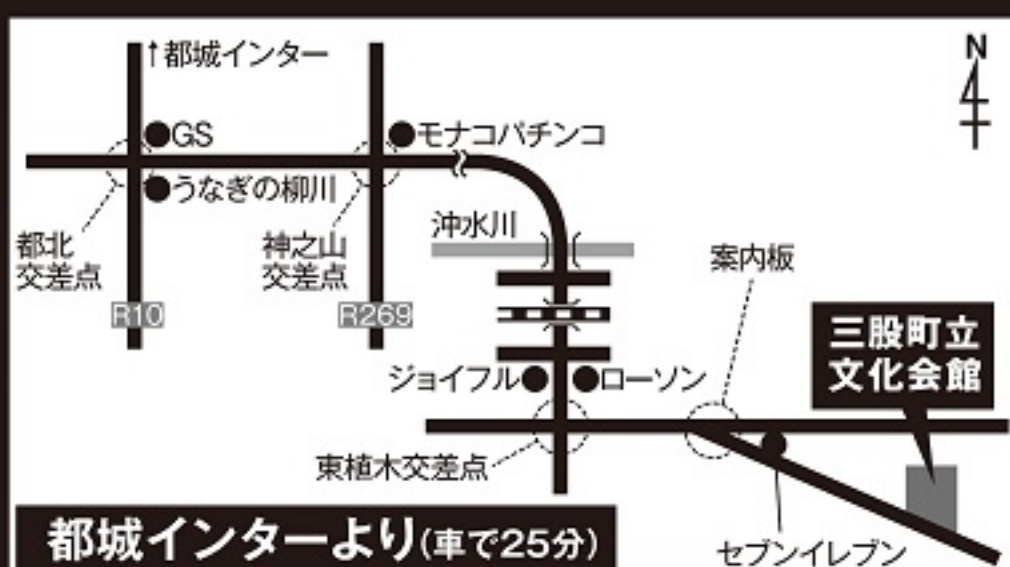 ↑都城インター
N
GS
モナコパチンコ
うなぎの柳川
都北
交差点
神之山
交差点
沖水川
案内板
R10
R269
三股町立
文化会館
ジョイフル
ローソン
東植木交差点
都城インターより(車で25分)
セブンイレブン